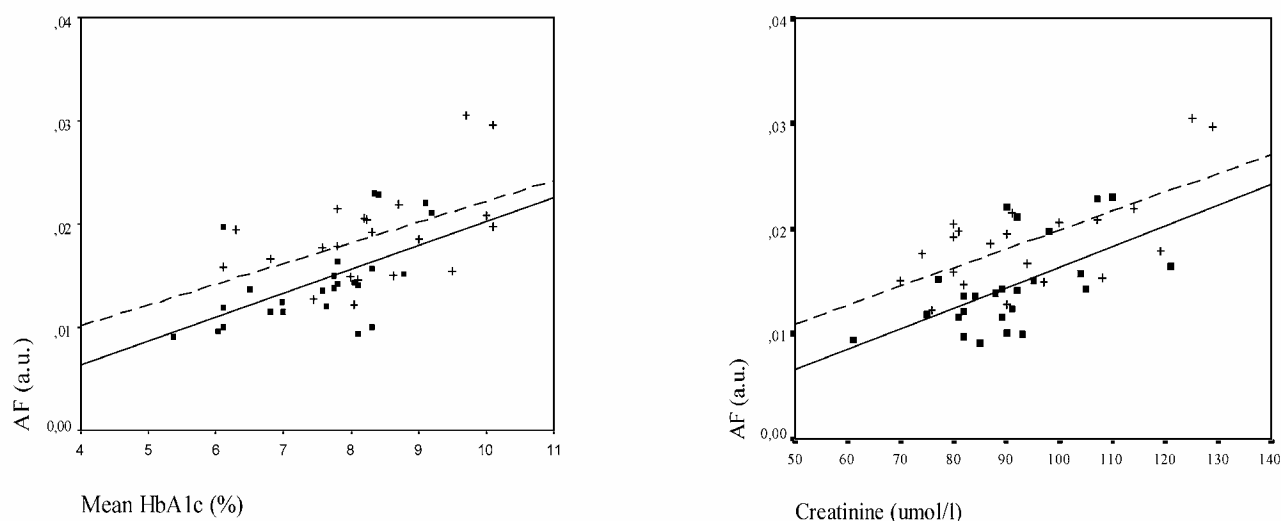 ,04
,03
,02
,01
0,00
AF (a.u.)
4 5 6 7 8 9 10 11
Mean HbA1c (%)
,04
,03
,02
,01
0,00
AF (a.u.)
50 60 70 80 90 100 110 120 130 140
Creatinine (umol/l)